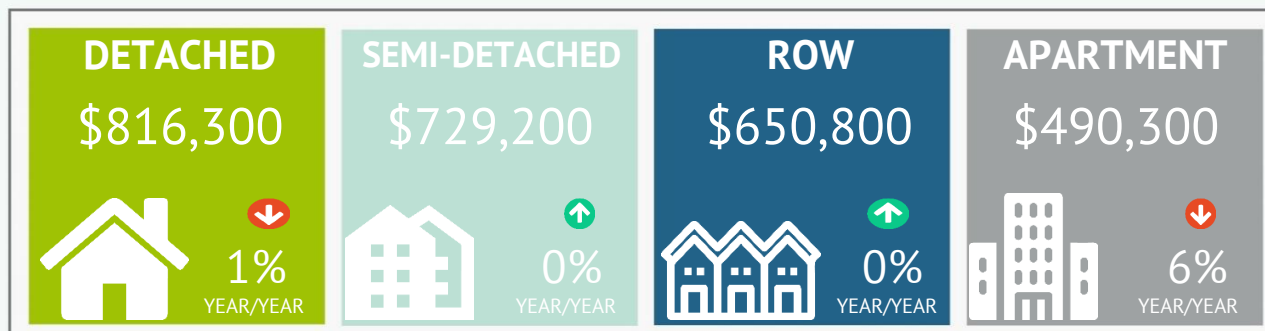 DETACHED
$816,300
1%
YEAR/YEAR
SEMI-DETACHED
$729,200
0%
YEAR/YEAR
ROW
$650,800
0%
YEAR/YEAR
APARTMENT
$490,300
6%
YEAR/YEAR